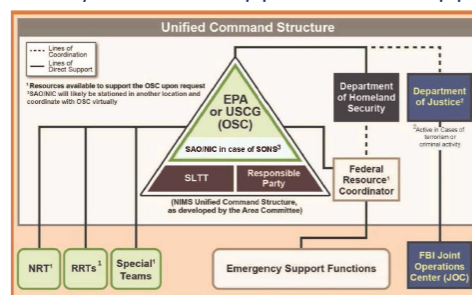 Unified Command Structure
Lines of
Coordination
Lines of
Direct Support
¹Resources available to support the OSC upon request
³SAO/NIC will likely be stationed in another location and
coordinate with OSC virtually
EPA
or USCG
(OSC)
SAO/NIC in case of SONS³
SLTT
Responsible
Party
(NIMS Unified Command Structure,
as developed by the Area Committee)
Department
of Homeland
Security
Department
of Justice²
²Active in Cases of
terrorism or
criminal activity
Federal
Resource¹
Coordinator
NRT¹
RRTs¹
Special¹
Teams
Emergency Support Functions
FBI Joint
Operations
Center (JOC)